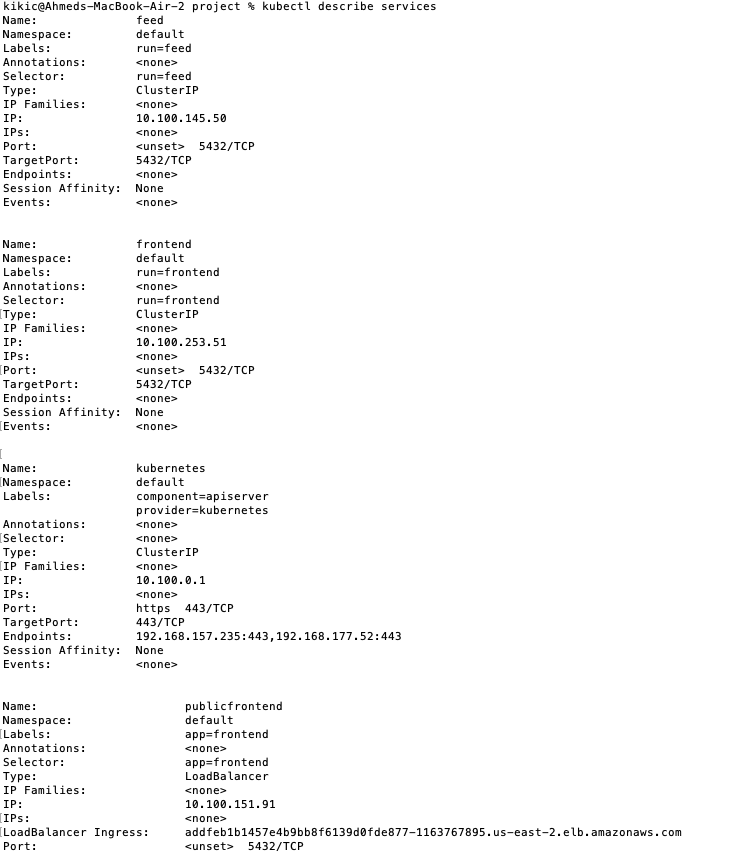 kikic@Ahmeds-MacBook-Air-2 project % kubectl describe services
Name: feed
Namespace: default
Labels: run=feed
Annotations: <none>
Selector: run=feed
Type: ClusterIP
IP Families: <none>
IP: 10.100.145.50
IPs: <none>
Port: <unset> 5432/TCP
TargetPort: 5432/TCP
Endpoints: <none>
Session Affinity: None
Events: <none>
Name: frontend
Namespace: default
Labels: run=frontend
Annotations: <none>
Selector: run=frontend
[Type: ClusterIP
IP Families: <none>
IP: 10.100.253.51
IPs: <none>
[Port: <unset> 5432/TCP
TargetPort: 5432/TCP
Endpoints: <none>
Session Affinity: None
[Events: <none>
[
Name: kubernetes
[Namespace: default
Labels: component=apiserver
provider=kubernetes
Annotations: <none>
[Selector: <none>
Type: ClusterIP
[IP Families: <none>
IP: 10.100.0.1
IPs: <none>
Port: https 443/TCP
TargetPort: 443/TCP
Endpoints: 192.168.157.235:443,192.168.177.52:443
Session Affinity: None
Events: <none>
Name: publicfrontend
Namespace: default
[Labels: app=frontend
Annotations: <none>
Selector: app=frontend
Type: LoadBalancer
IP Families: <none>
IP: 10.100.151.91
[IPs: <none>
[LoadBalancer Ingress: addfeb1b1457e4b9bb8f6139d0fde877-1163767895.us-east-2.elb.amazonaws.com
Port: <unset> 5432/TCP